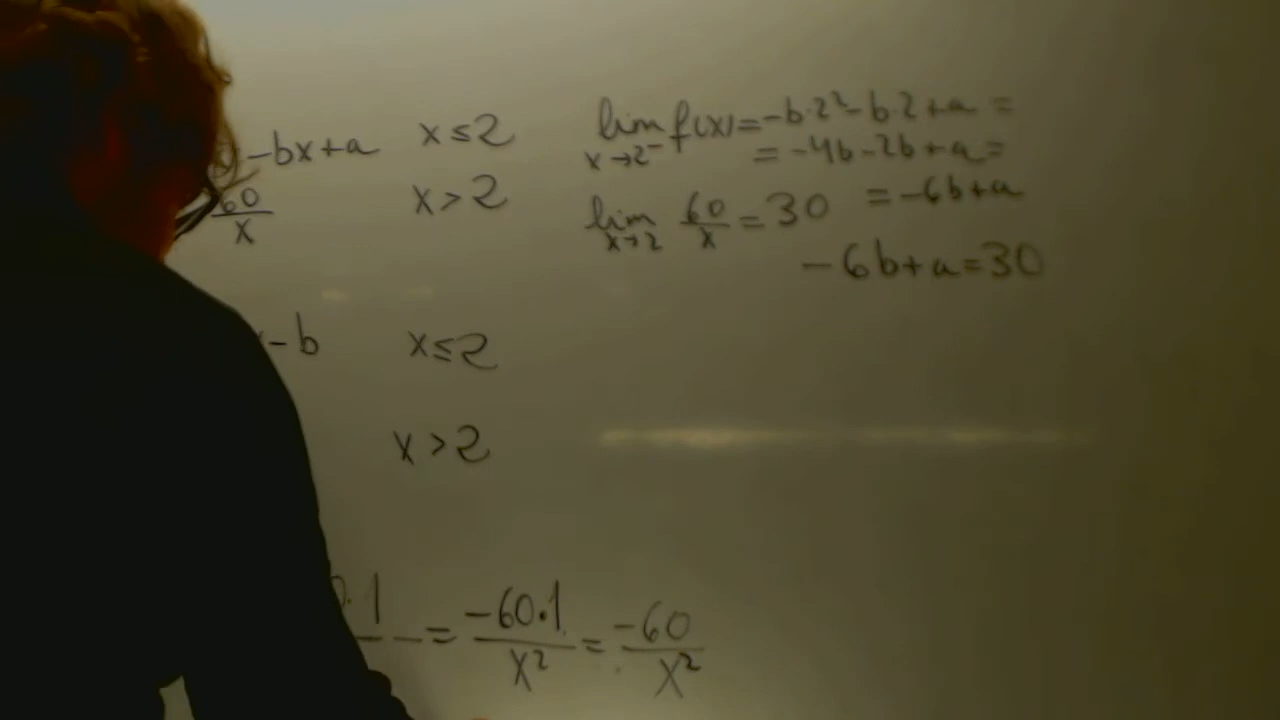 -bx+a x≤2
60/x x>2
lim x→2⁻ f(x)=-b·2²-b·2+a=
=-4b-2b+a=
=-6b+a
lim x→2 60/x =30
-6b+a=30
-b x≤2
x>2
·1 — = -60·1/x² = -60/x²